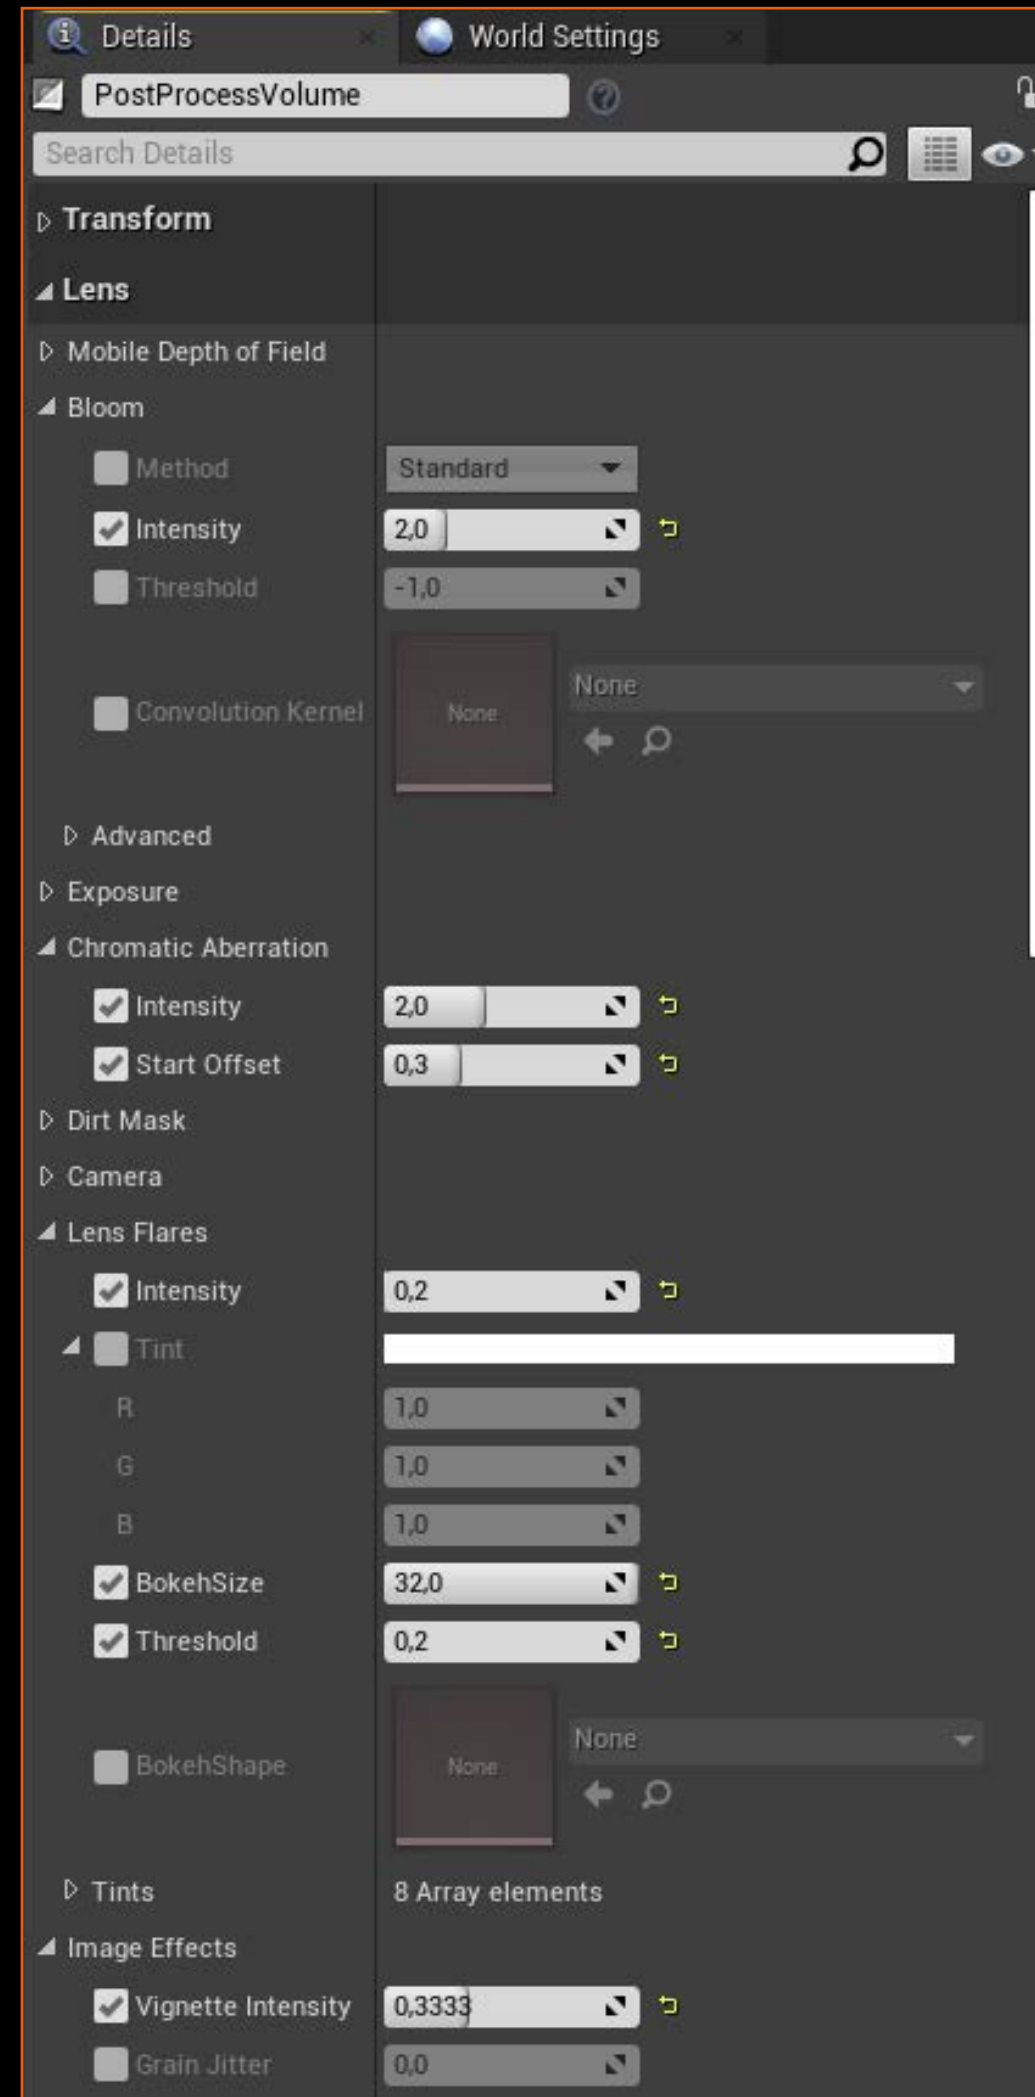 Details
World Settings
PostProcessVolume
Search Details
Transform
Lens
Mobile Depth of Field
Bloom
Method Standard
Intensity 2,0
Threshold -1,0
Convolution Kernel None None
Advanced
Exposure
Chromatic Aberration
Intensity 2,0
Start Offset 0,3
Dirt Mask
Camera
Lens Flares
Intensity 0,2
Tint
R 1,0
G 1,0
B 1,0
BokehSize 32,0
Threshold 0,2
BokehShape None None
Tints 8 Array elements
Image Effects
Vignette Intensity 0,3333
Grain Jitter 0,0